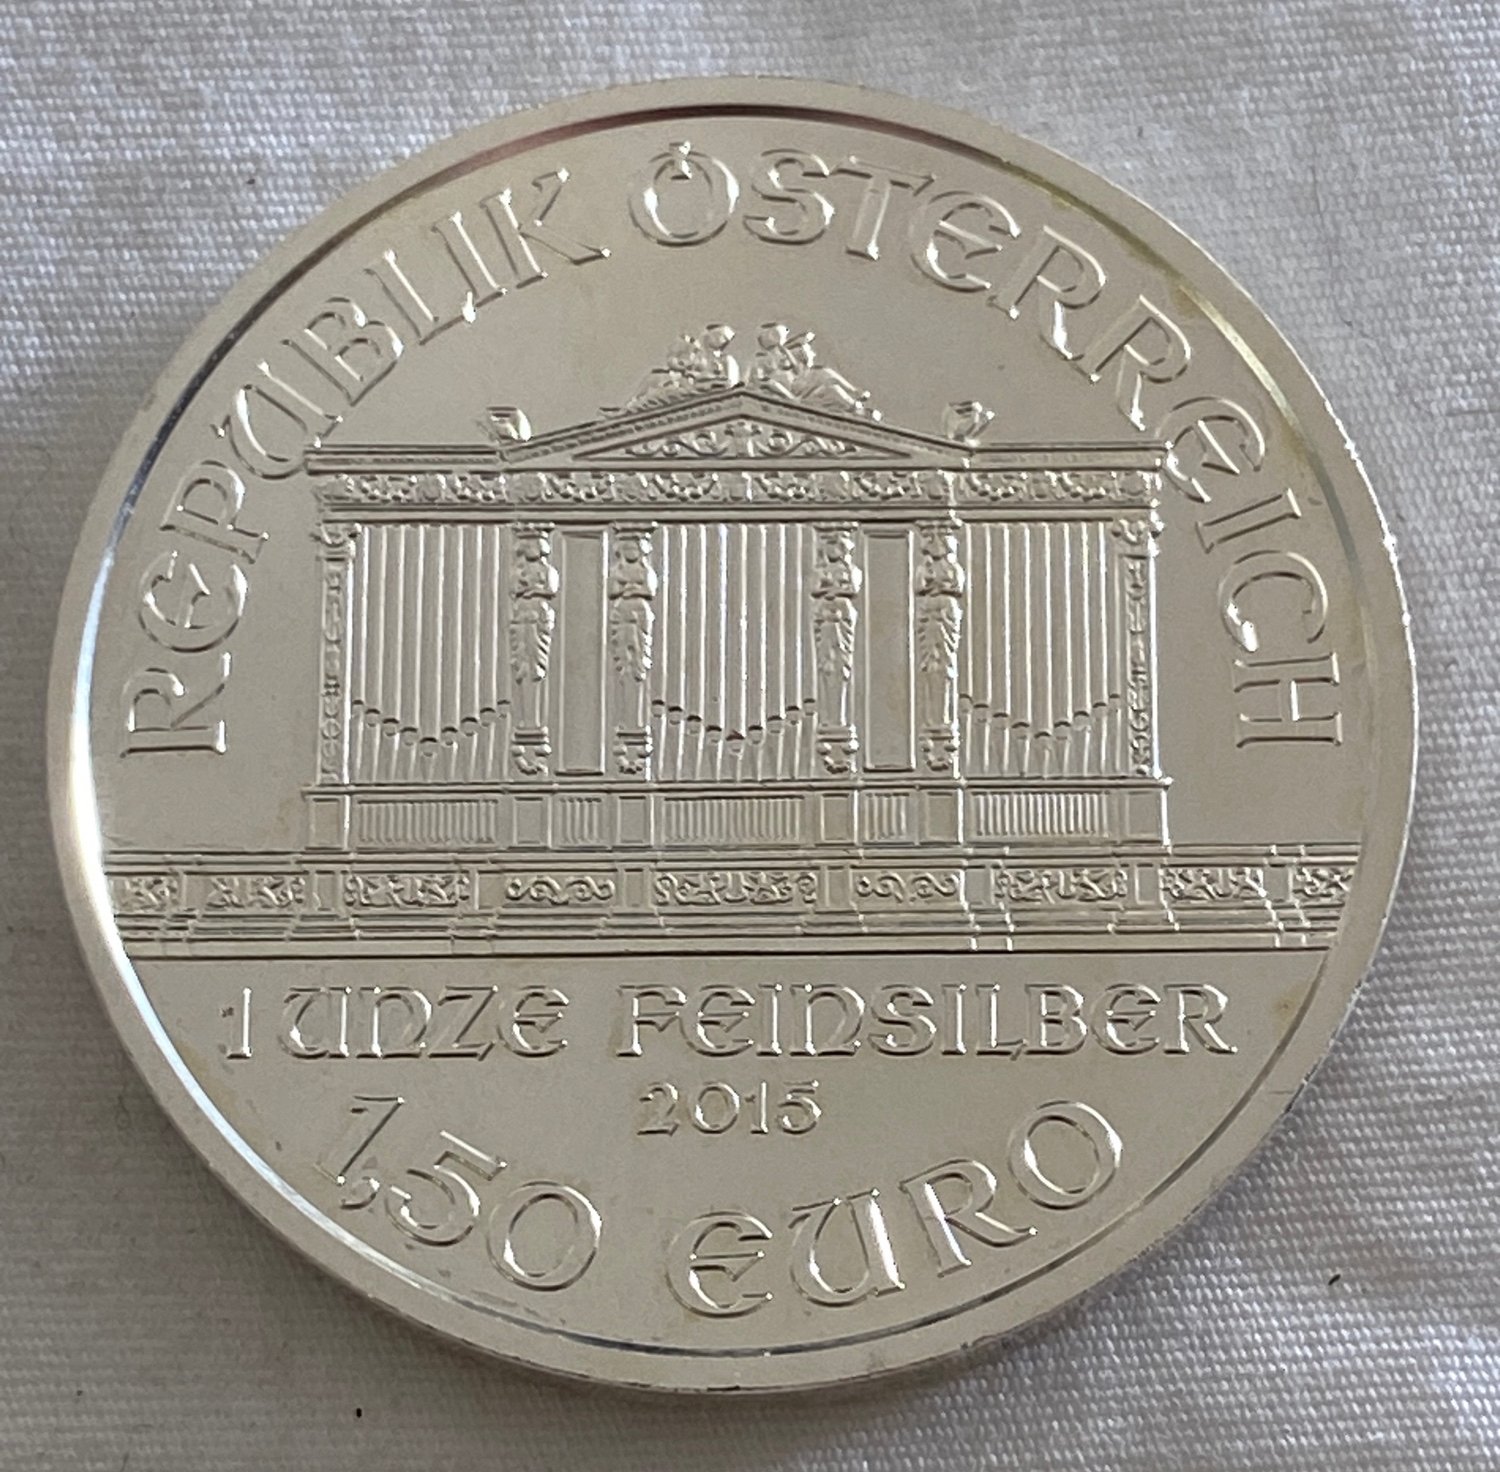 REPUBLIK ÖSTERREICH
1 UNZE FEINSILBER
2015
1,50 EURO